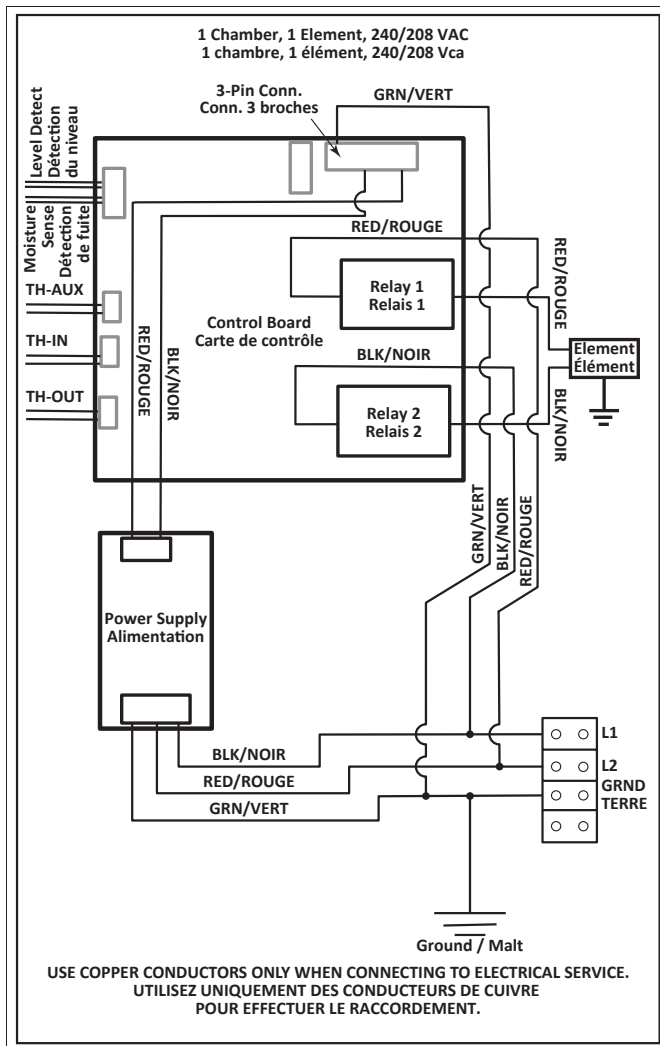 1 Chamber, 1 Element, 240/208 VAC
1 chambre, 1 élément, 240/208 Vca
3-Pin Conn.
Conn. 3 broches
GRN/VERT
Level Detect
Détection
du niveau
Moisture
Sense
Détection
de fuite
TH-AUX
TH-IN
TH-OUT
RED/ROUGE
BLK/NOIR
RED/ROUGE
Relay 1
Relais 1
Control Board
Carte de contrôle
BLK/NOIR
Relay 2
Relais 2
RED/ROUGE
Element
Élément
BLK/NOIR
GRN/VERT
BLK/NOIR
RED/ROUGE
Power Supply
Alimentation
BLK/NOIR
RED/ROUGE
GRN/VERT
L1
L2
GRND
TERRE
Ground / Malt
USE COPPER CONDUCTORS ONLY WHEN CONNECTING TO ELECTRICAL SERVICE.
UTILISEZ UNIQUEMENT DES CONDUCTEURS DE CUIVRE
POUR EFFECTUER LE RACCORDEMENT.